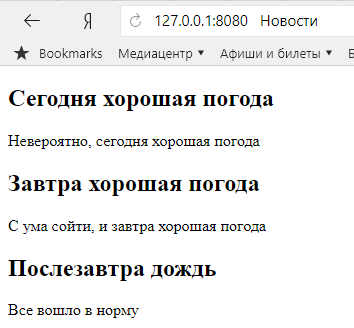 Я 127.0.0.1:8080 Новости
Bookmarks Медиацентр Афиши и билеты
Сегодня хорошая погода
Невероятно, сегодня хорошая погода
Завтра хорошая погода
С ума сойти, и завтра хорошая погода
Послезавтра дождь
Все вошло в норму